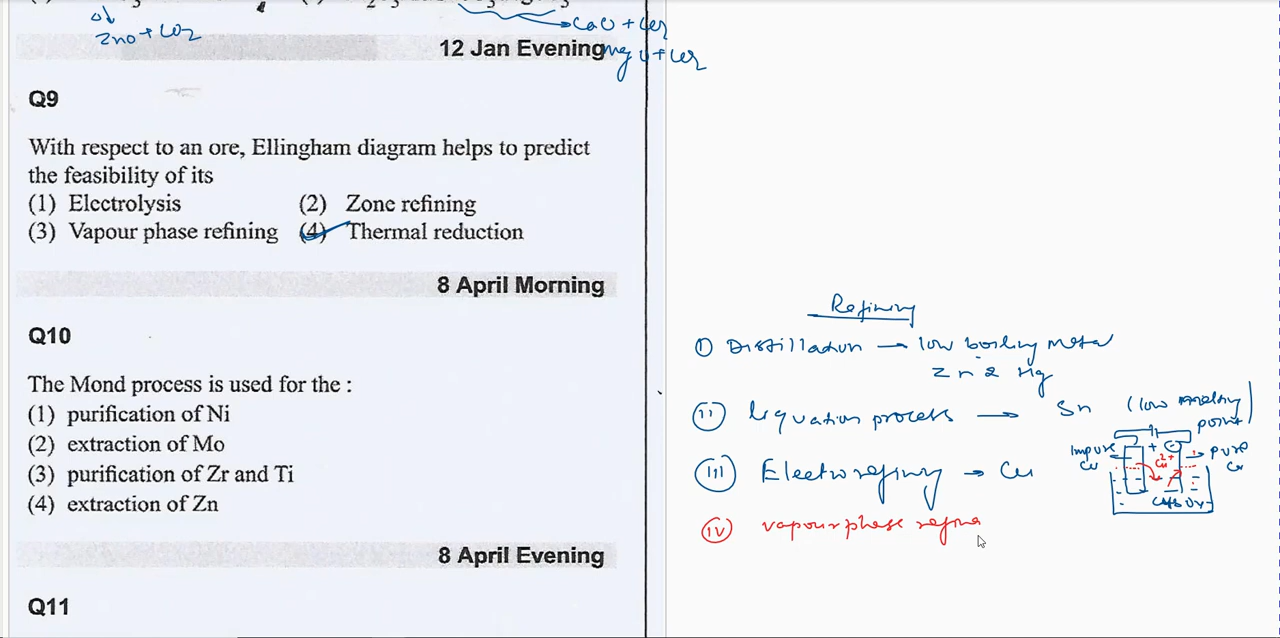 ZnO + CO2
CaO + CO2
12 Jan Evening
MgO + CO2
Q9
With respect to an ore, Ellingham diagram helps to predict
the feasibility of its
(1) Electrolysis (2) Zone refining
(3) Vapour phase refining (4) Thermal reduction
8 April Morning
Q10
The Mond process is used for the :
(1) purification of Ni
(2) extraction of Mo
(3) purification of Zr and Ti
(4) extraction of Zn
8 April Evening
Q11
Refining
(I) Distillation → low boiling metal
Zn & Hg
(II) liquation process → Sn (low melting
point)
(III) Electrorefining → Cu
Impure
Cu
+ -
Cu2+
→ pure
Cu
(IV) vapour phase refine